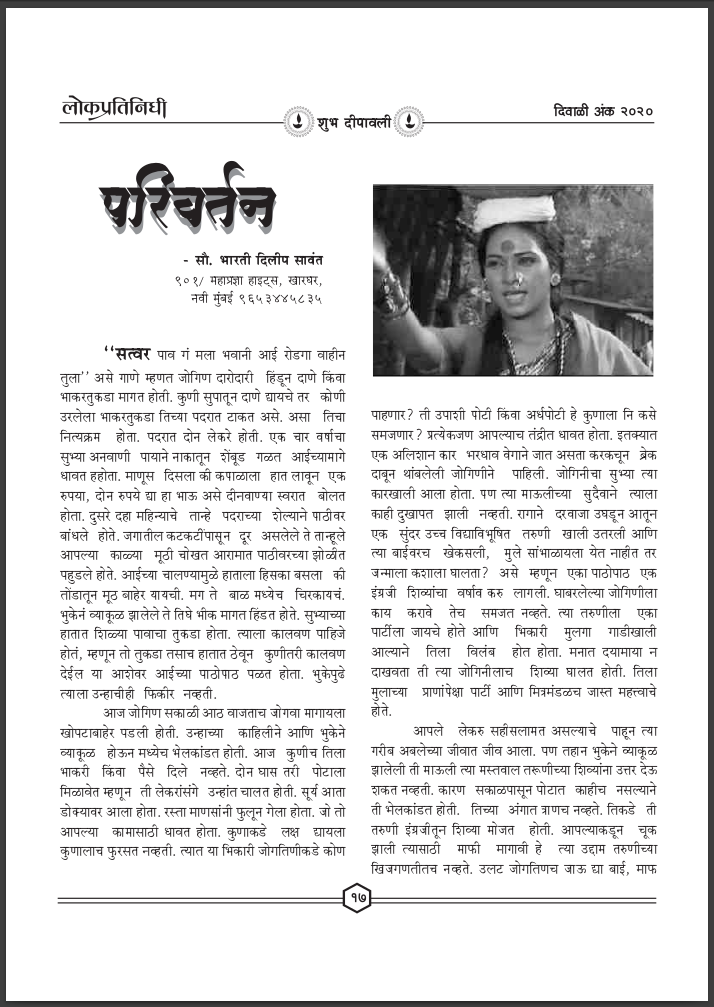 लोकप्रतिनिधी
शुभ दीपावली
दिवाळी अंक २०२०
परिवर्तन
- सौ. भारती दिलीप सावंत
९०१/ महाप्रज्ञा हाइट्स, खारघर,
नवी मुंबई ९६५३४४५८३५
‘‘सत्वर पाव गं मला भवानी आई रोडगा वाहीन
तुला’’ असे गाणे म्हणत जोगिण दारोदारी हिंडून दाणे किंवा
भाकरतुकडा मागत होती. कुणी सुपातून दाणे द्यायचे तर कोणी
उरलेला भाकरतुकडा तिच्या पदरात टाकत असे. असा तिचा
नित्यक्रम होता. पदरात दोन लेकरे होती. एक चार वर्षाचा
सुभ्या अनवाणी पायाने नाकातून शेंबूड गळत आईच्यामागे
धावत हहोता. माणूस दिसला की कपाळाला हात लावून एक
रुपया, दोन रुपये द्या हा भाऊ असे दीनवाण्या स्वरात बोलत
होता. दुसरे दहा महिन्याचे तान्हे पदराच्या शेल्याने पाठीवर
बांधले होते. जगातील कटकटींपासून दूर असलेले ते तान्हूले
आपल्या काळ्या मूठी चोखत आरामात पाठीवरच्या झोळीत
पहुडले होते. आईच्या चालण्यामुळे हाताला हिसका बसला की
तोंडातून मूठ बाहेर यायची. मग ते बाळ मध्येच चिरकायचं.
भुकेनं व्याकूळ झालेले ते तिघे भीक मागत हिंडत होते. सुभ्याच्या
हातात शिळ्या पावाचा तुकडा होता. त्याला कालवण पाहिजे
होतं, म्हणून तो तुकडा तसाच हातात ठेवून कुणीतरी कालवण
देईल या आशेवर आईच्या पाठोपाठ पळत होता. भुकेपुढे
त्याला उन्हाचीही फिकीर नव्हती.
आज जोगिण सकाळी आठ वाजताच जोगवा मागायला
खोपटाबाहेर पडली होती. उन्हाच्या काहिलीने आणि भुकेने
व्याकूळ होऊन मध्येच भेलकांडत होती. आज कुणीच तिला
भाकरी किंवा पैसे दिले नव्हते. दोन घास तरी पोटाला
मिळावेत म्हणून ती लेकरांसंगे उन्हांत चालत होती. सूर्य आता
डोक्यावर आला होता. रस्ता माणसांनी फुलून गेला होता. जो तो
आपल्या कामासाठी धावत होता. कुणाकडे लक्ष द्यायला
कुणालाच फुरसत नव्हती. त्यात या भिकारी जोगतिणीकडे कोण
पाहणार? ती उपाशी पोटी किंवा अर्धपोटी हे कुणाला नि कसे
समजणार? प्रत्येकजण आपल्याच तंद्रीत धावत होता. इतक्यात
एक अलिशान कार भरधाव वेगाने जात असता करकचून ब्रेक
दाबून थांबलेली जोगिणीने पाहिली. जोगिनीचा सुभ्या त्या
कारखाली आला होता. पण त्या माऊलीच्या सुदैवाने त्याला
काही दुखापत झाली नव्हती. रागाने दरवाजा उघडून आतून
एक सुंदर उच्च विद्याविभूषित तरुणी खाली उतरली आणि
त्या बाईवरच खेकसली, मुले सांभाळायला येत नाहीत तर
जन्माला कशाला घालता? असे म्हणून एका पाठोपाठ एक
इंग्रजी शिव्यांचा वर्षाव करु लागली. घाबरलेल्या जोगिणीला
काय करावे तेच समजत नव्हते. त्या तरुणीला एका
पार्टीला जायचे होते आणि भिकारी मुलगा गाडीखाली
आल्याने तिला विलंब होत होता. मनात दयामाया न
दाखवता ती त्या जोगिनीलाच शिव्या घालत होती. तिला
मुलाच्या प्राणांपेक्षा पार्टी आणि मित्रमंडळच जास्त महत्त्वाचे
होते.
आपले लेकरु सहीसलामत असल्याचे पाहून त्या
गरीब अबलेच्या जीवात जीव आला. पण तहान भुकेने व्याकूळ
झालेली ती माऊली त्या मस्तवाल तरूणीच्या शिव्यांना उत्तर देऊ
शकत नव्हती. कारण सकाळपासून पोटात काहीच नसल्याने
ती भेलकांडत होती. तिच्या अंगात त्राणच नव्हते. तिकडे ती
तरुणी इंग्रजीतून शिव्या मोजत होती. आपल्याकडून चूक
झाली त्यासाठी माफी मागावी हे त्या उद्दाम तरुणीच्या
खिजगणतीतच नव्हते. उलट जोगतिणच जाऊ द्या बाई, माफ
१७